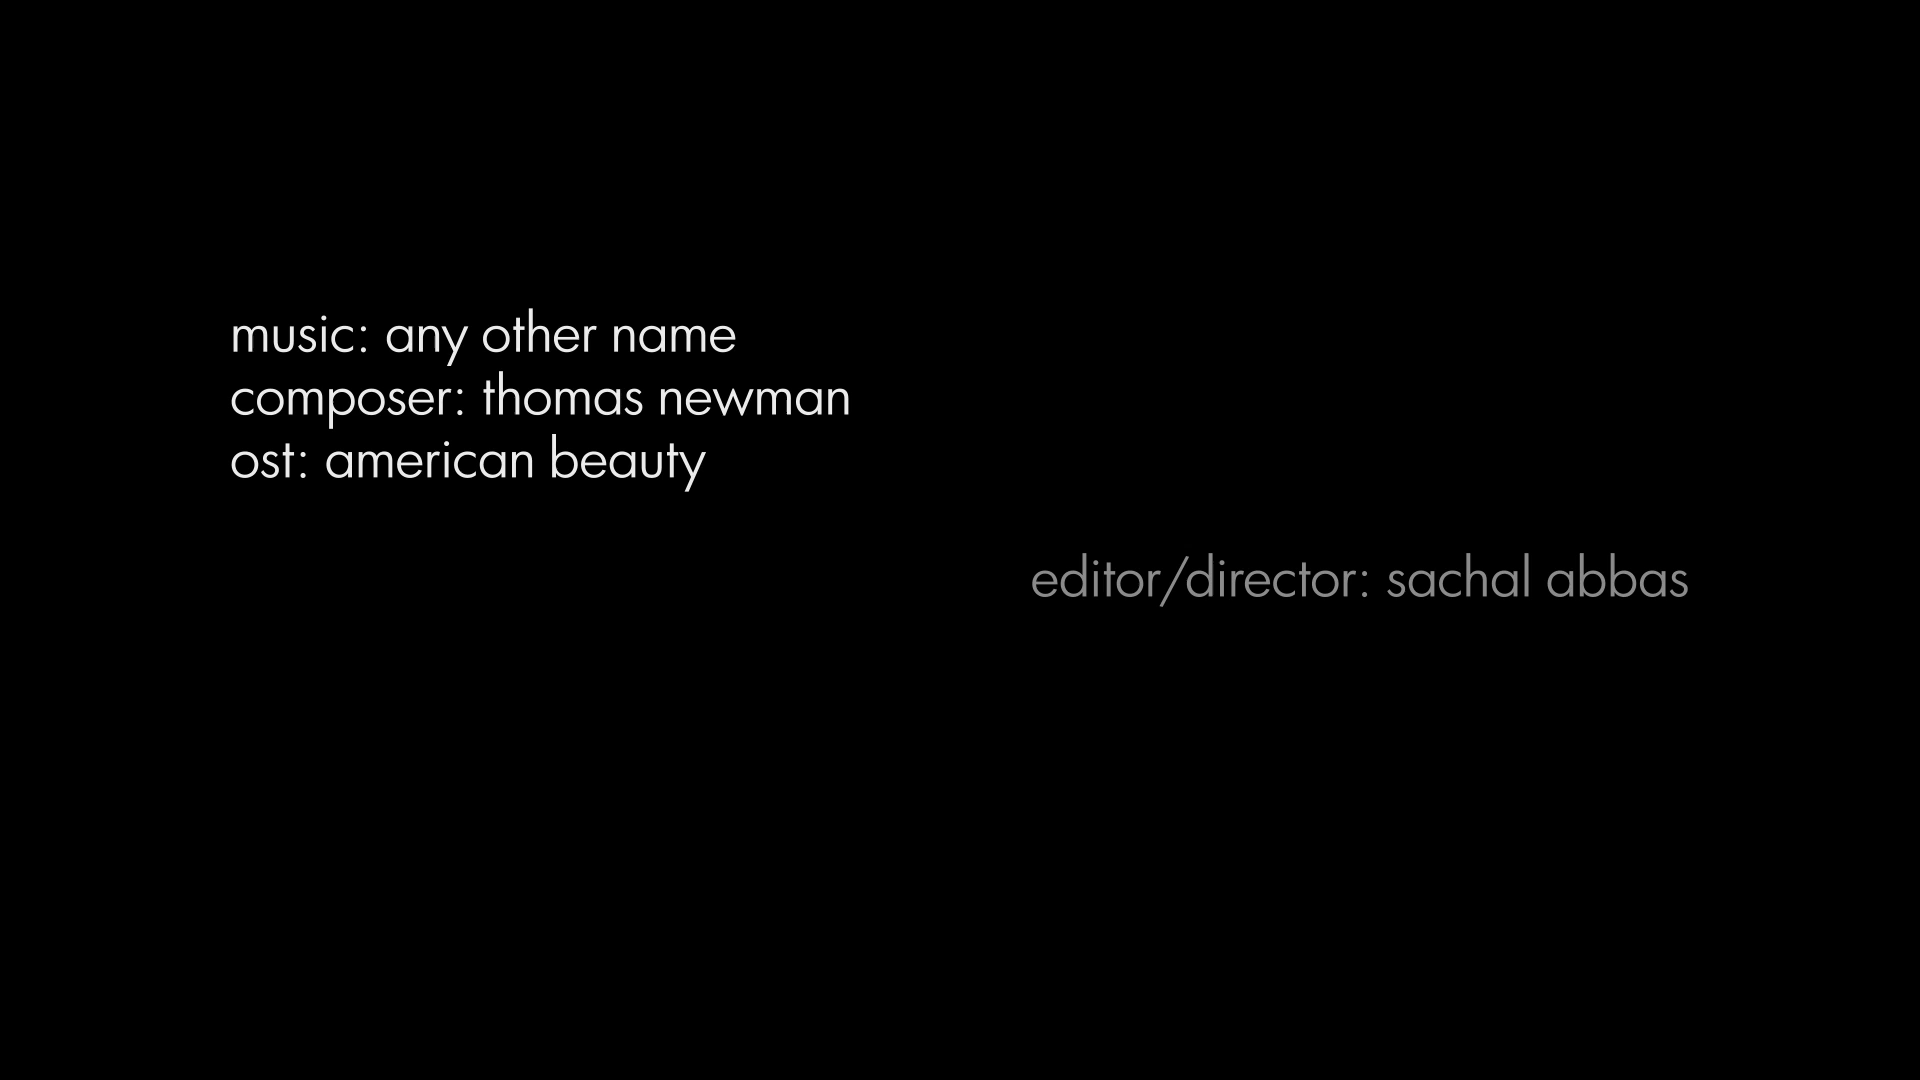 music: any other name
composer: thomas newman
ost: american beauty
editor/director: sachal abbas